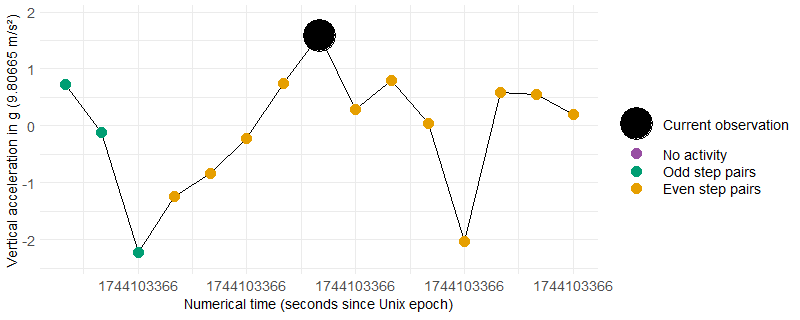 Vertical acceleration in g (9.80665 m/s²)
2
1
0
-1
-2
1744103366 1744103366 1744103366 1744103366 1744103366
Numerical time (seconds since Unix epoch)
Current observation
No activity
Odd step pairs
Even step pairs